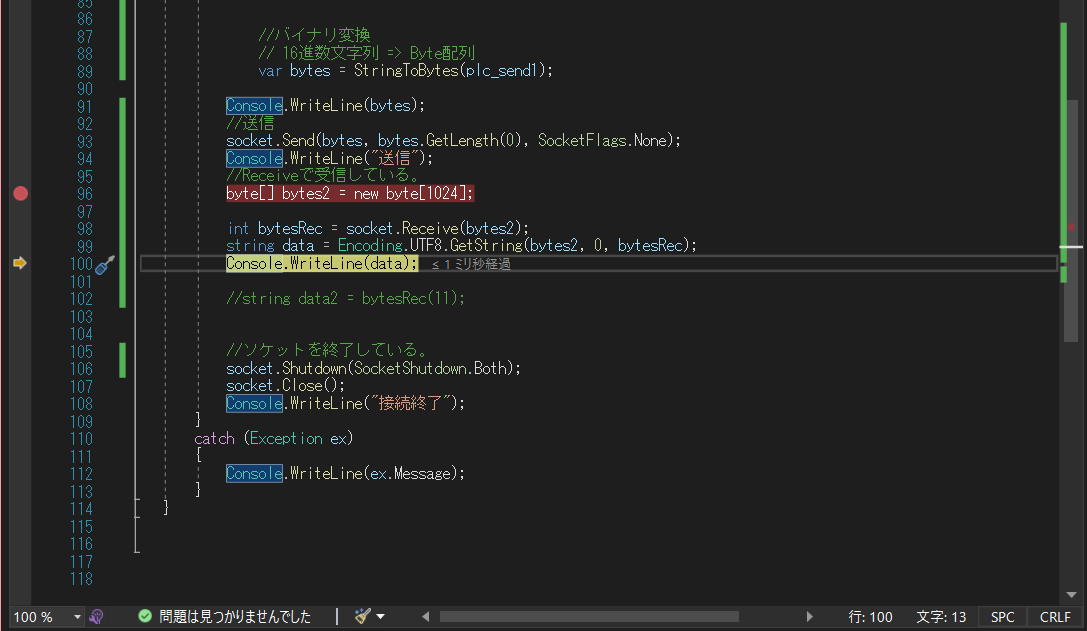 85
86
87 //バイナリ変換
88 // 16進数文字列 => Byte配列
89 var bytes = StringToBytes(plc_send1);
90
91 Console.WriteLine(bytes);
92 //送信
93 socket.Send(bytes, bytes.GetLength(0), SocketFlags.None);
94 Console.WriteLine("送信");
95 //Receiveで受信している。
96 byte[] bytes2 = new byte[1024];
97
98 int bytesRec = socket.Receive(bytes2);
99 string data = Encoding.UTF8.GetString(bytes2, 0, bytesRec);
100 Console.WriteLine(data); ≤ 1 ミリ秒経過
101
102 //string data2 = bytesRec(11);
103
104
105 //ソケットを終了している。
106 socket.Shutdown(SocketShutdown.Both);
107 socket.Close();
108 Console.WriteLine("接続終了");
109 }
110 catch (Exception ex)
111 {
112 Console.WriteLine(ex.Message);
113 }
114 }
115
116
117
118
100 % 問題は見つかりませんでした 行: 100 文字: 13 SPC CRLF